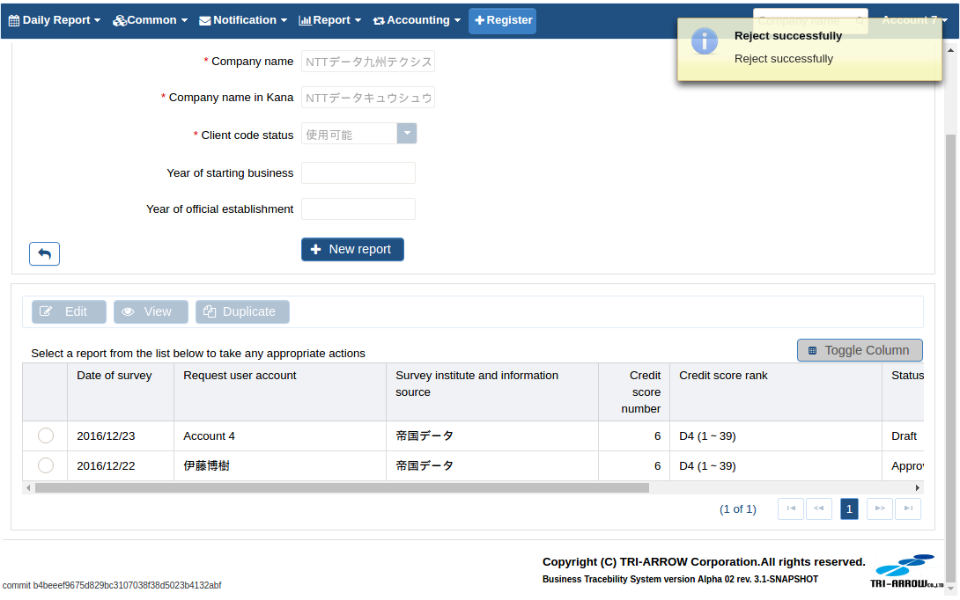 Daily Report Common Notification Report Accounting Register Company name Account 7
Reject successfully
Reject successfully
* Company name NTTデータ九州テクシス
* Company name in Kana NTTデータキュウシュウ
* Client code status 使用可能
Year of starting business
Year of official establishment
New report
Edit View Duplicate
Select a report from the list below to take any appropriate actions
Toggle Column
Date of survey Request user account Survey institute and information source Credit score number Credit score rank Status
2016/12/23 Account 4 帝国データ 6 D4 (1 ~ 39) Draft
2016/12/22 伊藤博樹 帝国データ 6 D4 (1 ~ 39) Approv
(1 of 1) 1
Copyright (C) TRI-ARROW Corporation.All rights reserved.
Business Tracebility System version Alpha 02 rev. 3.1-SNAPSHOT
TRI-ARROW Co.,LTD
commit b4beeef9675d829bc3107038f38d5023b4132abf